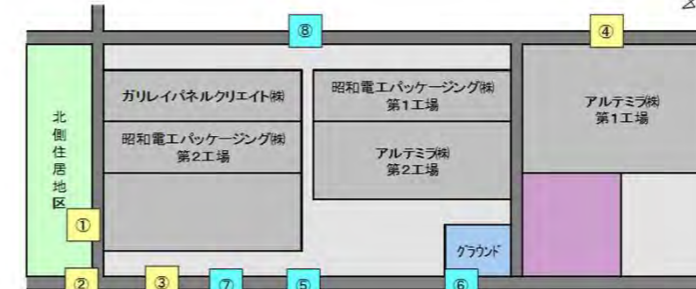 ⑧
④
ガリレイパネルクリエイト㈱
昭和電工パッケージング㈱
第1工場
アルテミラ㈱
第1工場
北側住居地区
昭和電工パッケージング㈱
第2工場
アルテミラ㈱
第2工場
①
グラウンド
②
③
⑦
⑤
⑥